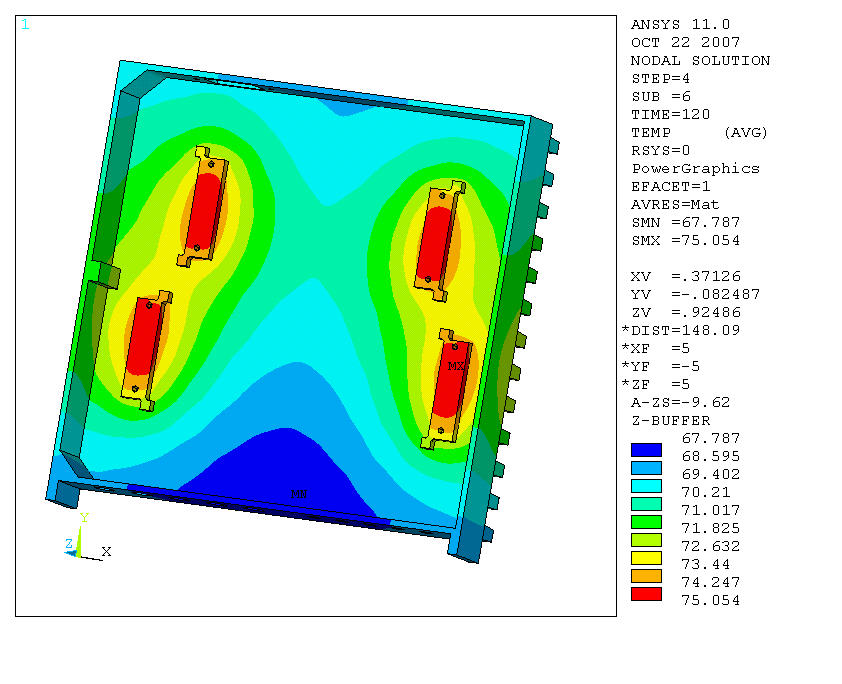 1
ANSYS 11.0
OCT 22 2007
NODAL SOLUTION
STEP=4
SUB =6
TIME=120
TEMP (AVG)
RSYS=0
PowerGraphics
EFACET=1
AVRES=Mat
SMN =67.787
SMX =75.054
XV =.37126
YV =-.082487
ZV =.92486
*DIST=148.09
*XF =5
*YF =-5
*ZF =5
A-ZS=-9.62
Z-BUFFER
67.787
68.595
69.402
70.21
71.017
71.825
72.632
73.44
74.247
75.054
MX
MN
Y
Z
X